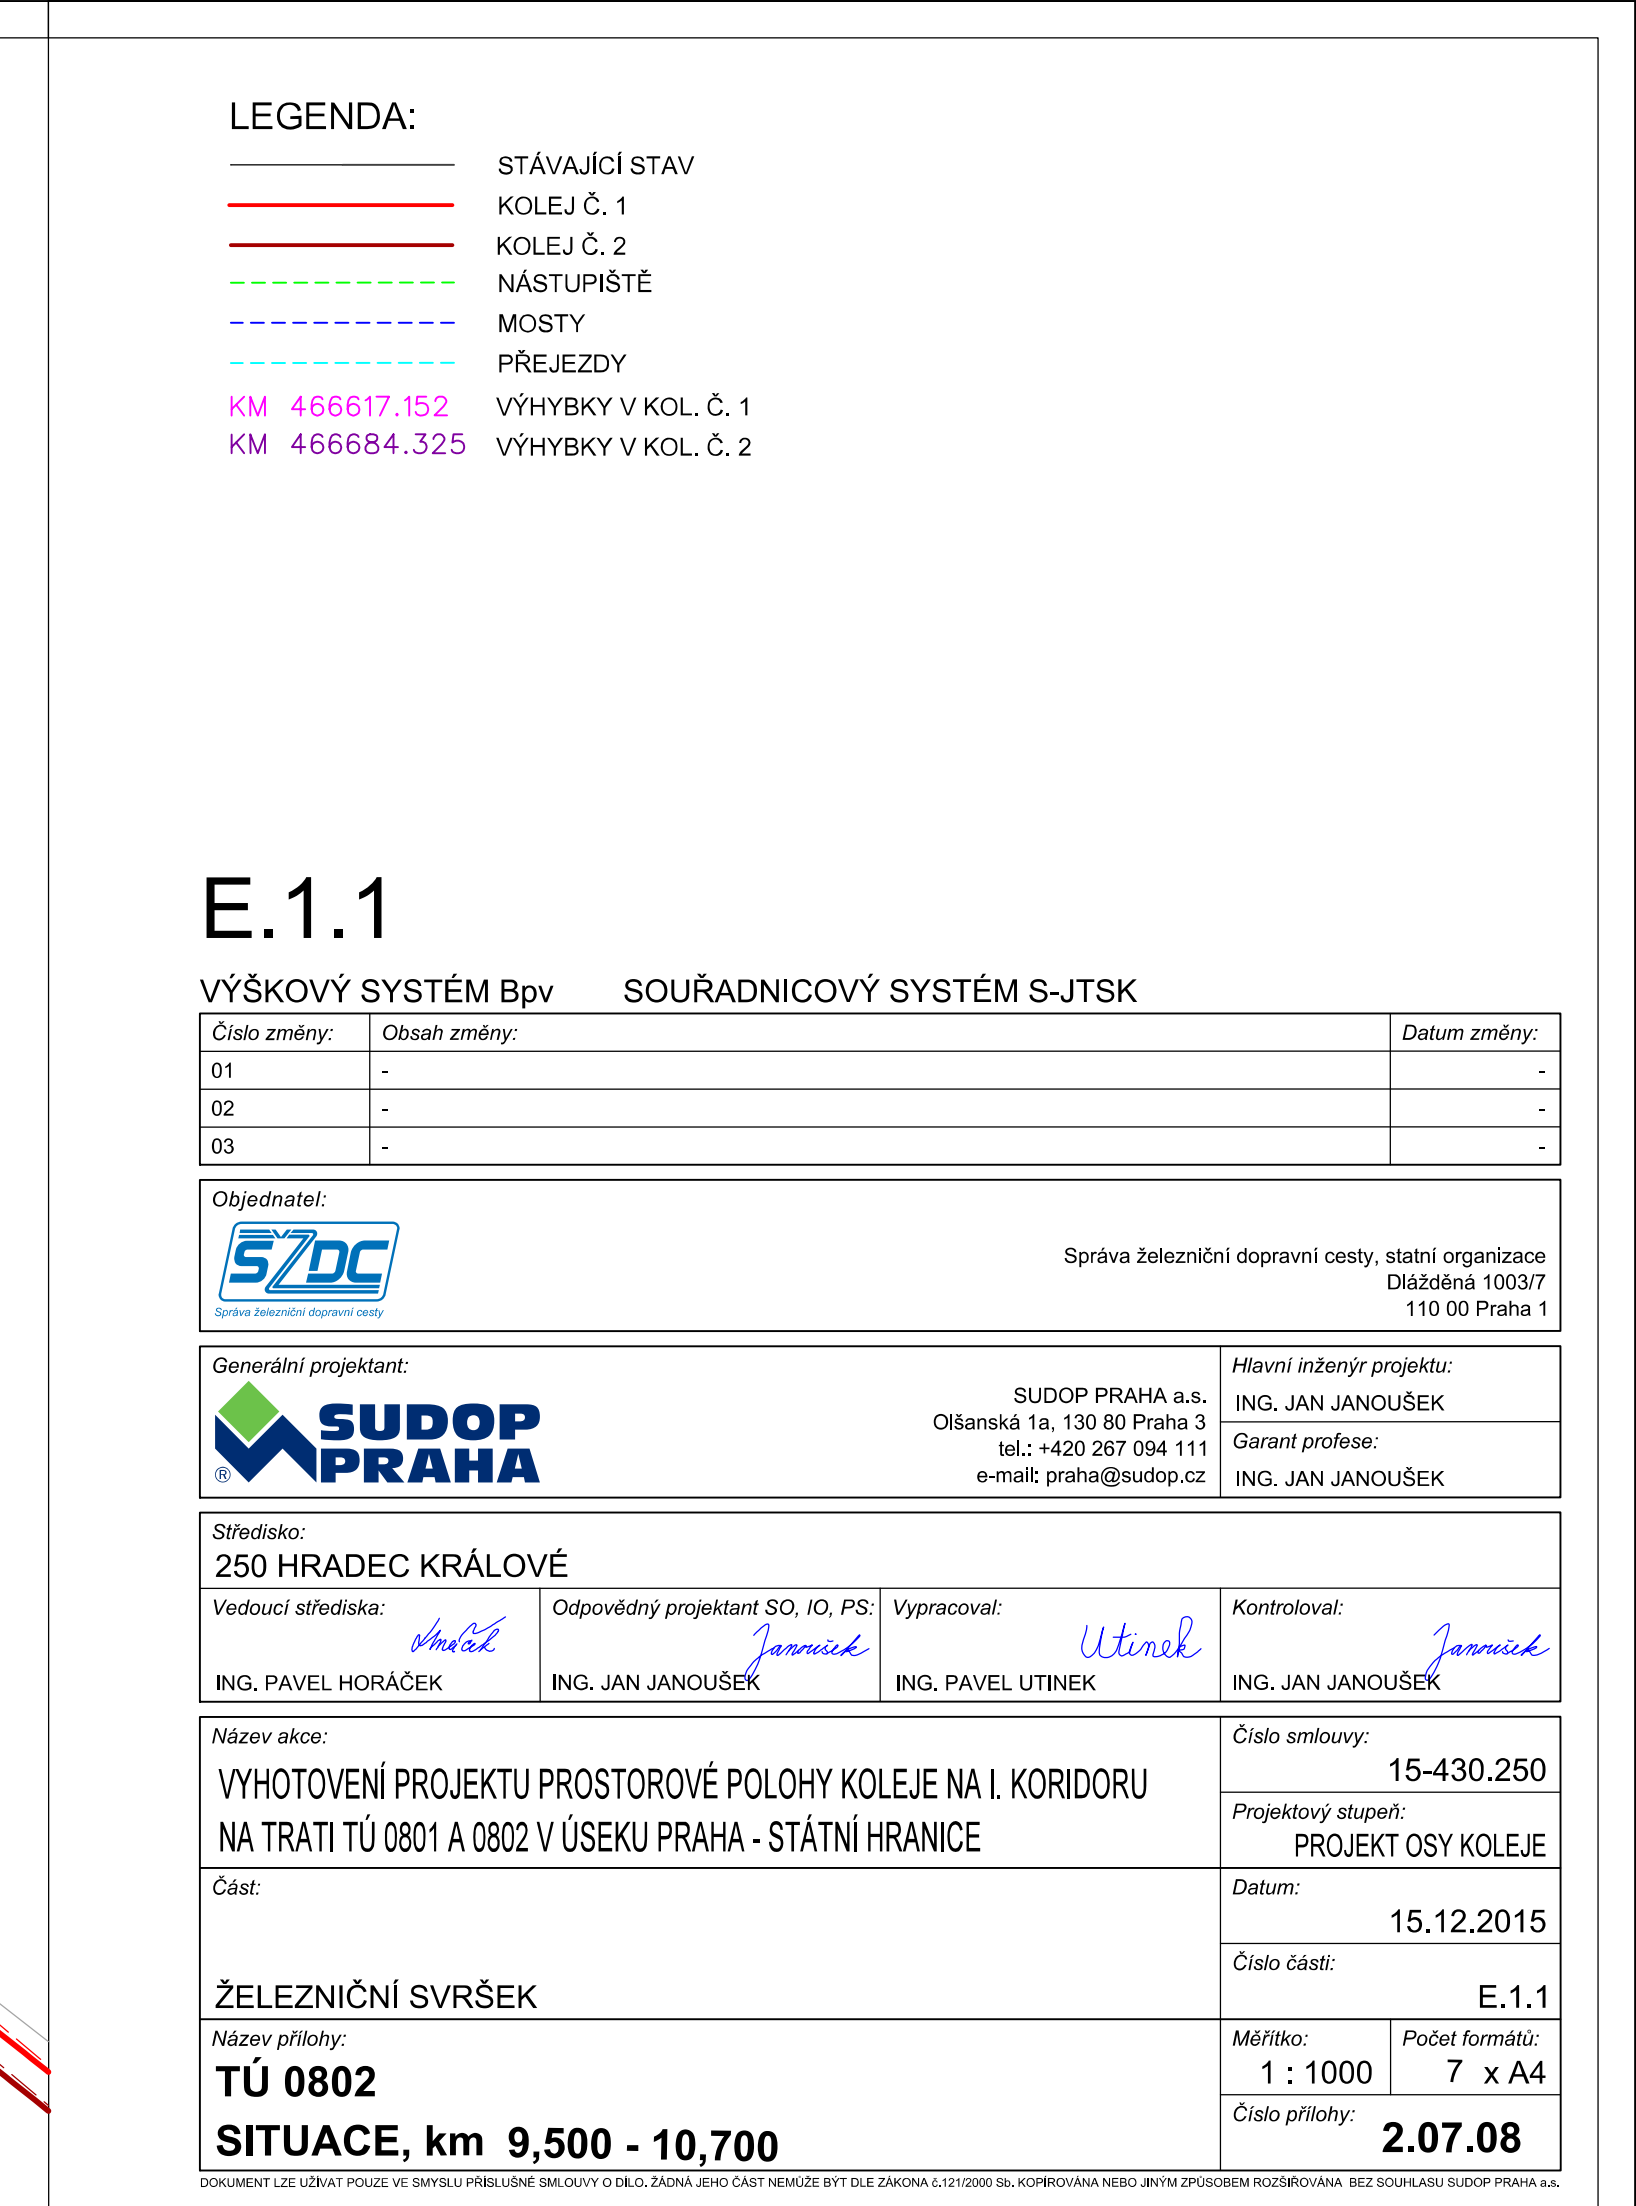 LEGENDA:
STÁVAJÍCÍ STAV
KOLEJ Č. 1
KOLEJ Č. 2
NÁSTUPIŠTĚ
MOSTY
PŘEJEZDY
KM 466617.152 VÝHYBKY V KOL. Č. 1
KM 466684.325 VÝHYBKY V KOL. Č. 2
E.1.1
VÝŠKOVÝ SYSTÉM Bpv SOUŘADNICOVÝ SYSTÉM S-JTSK
Číslo změny: Obsah změny: Datum změny:
01 - -
02 - -
03 - -
Objednatel:
SŽDC
Správa železniční dopravní cesty
Správa železniční dopravní cesty, statní organizace
Dlážděná 1003/7
110 00 Praha 1
Generální projektant:
SUDOP
PRAHA
®
SUDOP PRAHA a.s.
Olšanská 1a, 130 80 Praha 3
tel.: +420 267 094 111
e-mail: praha@sudop.cz
Hlavní inženýr projektu:
ING. JAN JANOUŠEK
Garant profese:
ING. JAN JANOUŠEK
Středisko:
250 HRADEC KRÁLOVÉ
Vedoucí střediska:
ING. PAVEL HORÁČEK
Odpovědný projektant SO, IO, PS:
Janoušek
ING. JAN JANOUŠEK
Vypracoval:
Utinek
ING. PAVEL UTINEK
Kontroloval:
Janoušek
ING. JAN JANOUŠEK
Název akce:
VYHOTOVENÍ PROJEKTU PROSTOROVÉ POLOHY KOLEJE NA I. KORIDORU
NA TRATI TÚ 0801 A 0802 V ÚSEKU PRAHA - STÁTNÍ HRANICE
Číslo smlouvy:
15-430.250
Projektový stupeň:
PROJEKT OSY KOLEJE
Část:
ŽELEZNIČNÍ SVRŠEK
Datum:
15.12.2015
Číslo části:
E.1.1
Název přílohy:
TÚ 0802
SITUACE, km 9,500 - 10,700
Měřítko:
1 : 1000
Počet formátů:
7 x A4
Číslo přílohy:
2.07.08
DOKUMENT LZE UŽÍVAT POUZE VE SMYSLU PŘÍSLUŠNÉ SMLOUVY O DÍLO. ŽÁDNÁ JEHO ČÁST NEMŮŽE BÝT DLE ZÁKONA č.121/2000 Sb. KOPÍROVÁNA NEBO JINÝM ZPŮSOBEM ROZŠIŘOVÁNA BEZ SOUHLASU SUDOP PRAHA a.s.